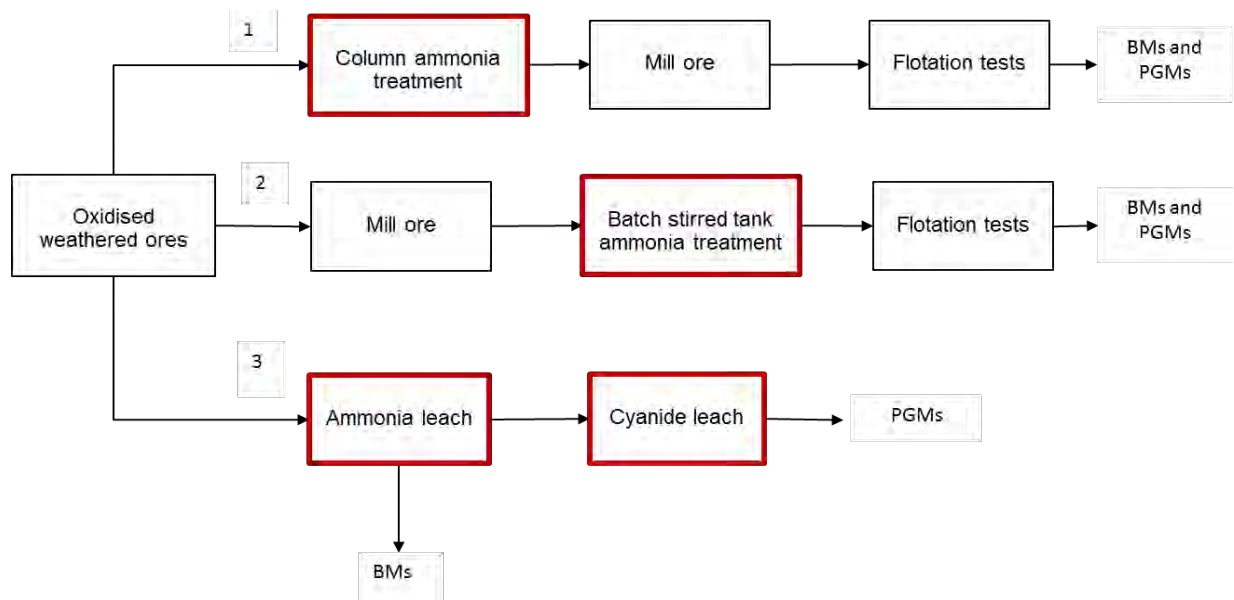 1
Column ammonia
treatment
Mill ore
Flotation tests
BMs and
PGMs
Oxidised
weathered ores
2
Mill ore
Batch stirred tank
ammonia treatment
Flotation tests
BMs and
PGMs
3
Ammonia leach
Cyanide leach
PGMs
BMs